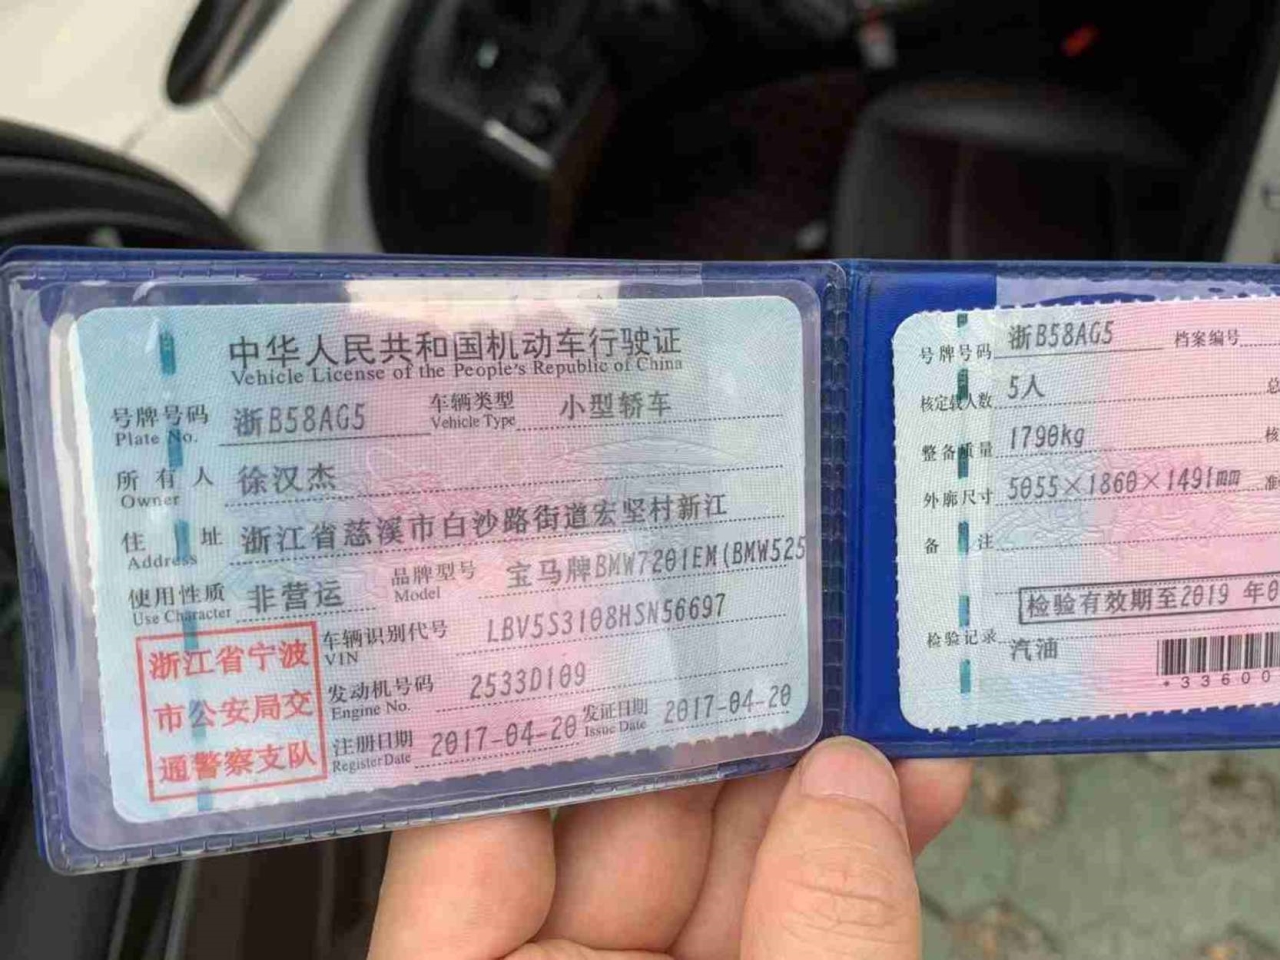 中华人民共和国机动车行驶证
Vehicle License of the People's Republic of China
号牌号码 浙B58AG5 车辆类型 小型轿车
Plate No. Vehicle Type
所有人 徐汉杰
Owner
住址 浙江省慈溪市白沙路街道宏坚村新江
Address
使用性质 非营运 品牌型号 宝马牌BMW7201EM(BMW525
Use Character Model
车辆识别代号 LBV5S3108HSN56697
VIN
发动机号码 2533D109
Engine No.
注册日期 2017-04-20 发证日期 2017-04-20
Register Date Issue Date
浙江省宁波
市公安局交
通警察支队
号牌号码 浙B58AG5 档案编号
核定载人数 5人 总
整备质量 1790kg 核
外廓尺寸 5055×1860×1491mm 准
备注
检验有效期至2019 年0
检验记录
汽油
*33600